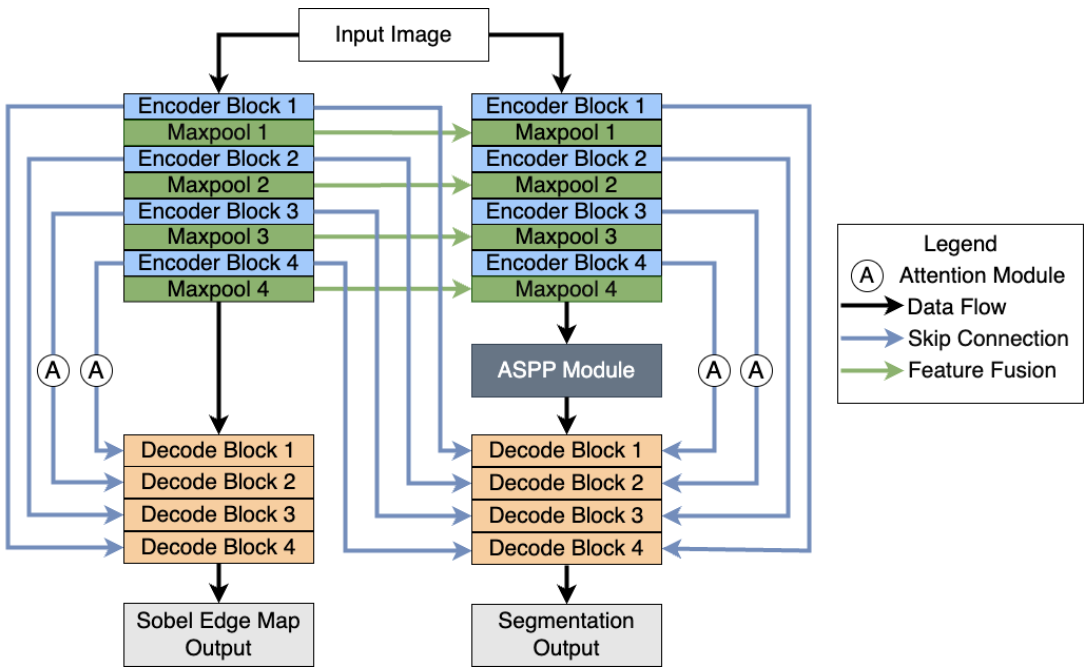 Input Image
Encoder Block 1
Maxpool 1
Encoder Block 2
Maxpool 2
Encoder Block 3
Maxpool 3
Encoder Block 4
Maxpool 4
A
A
Decode Block 1
Decode Block 2
Decode Block 3
Decode Block 4
Sobel Edge Map
Output
Encoder Block 1
Maxpool 1
Encoder Block 2
Maxpool 2
Encoder Block 3
Maxpool 3
Encoder Block 4
Maxpool 4
ASPP Module
A
A
Decode Block 1
Decode Block 2
Decode Block 3
Decode Block 4
Segmentation
Output
Legend
A Attention Module
Data Flow
Skip Connection
Feature Fusion